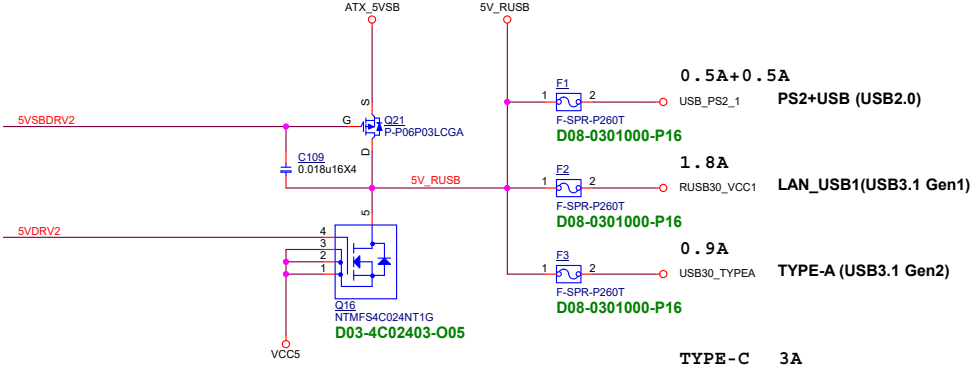 ATX_5VSB
5V_RUSB
0.5A+0.5A
F1
1
2
USB_PS2_1
PS2+USB (USB2.0)
F-SPR-P260T
D08-0301000-P16
S
5VSBDRV2
G
Q21
P-P06P03LCGA
D
C109
0.018u16X4
5V_RUSB
1.8A
F2
1
2
RUSB30_VCC1
LAN_USB1(USB3.1 Gen1)
F-SPR-P260T
D08-0301000-P16
5
5VDRV2
4
3
2
1
Q16
NTMFS4C024NT1G
D03-4C02403-O05
VCC5
0.9A
F3
1
2
USB30_TYPEA
TYPE-A (USB3.1 Gen2)
F-SPR-P260T
D08-0301000-P16
TYPE-C 3A